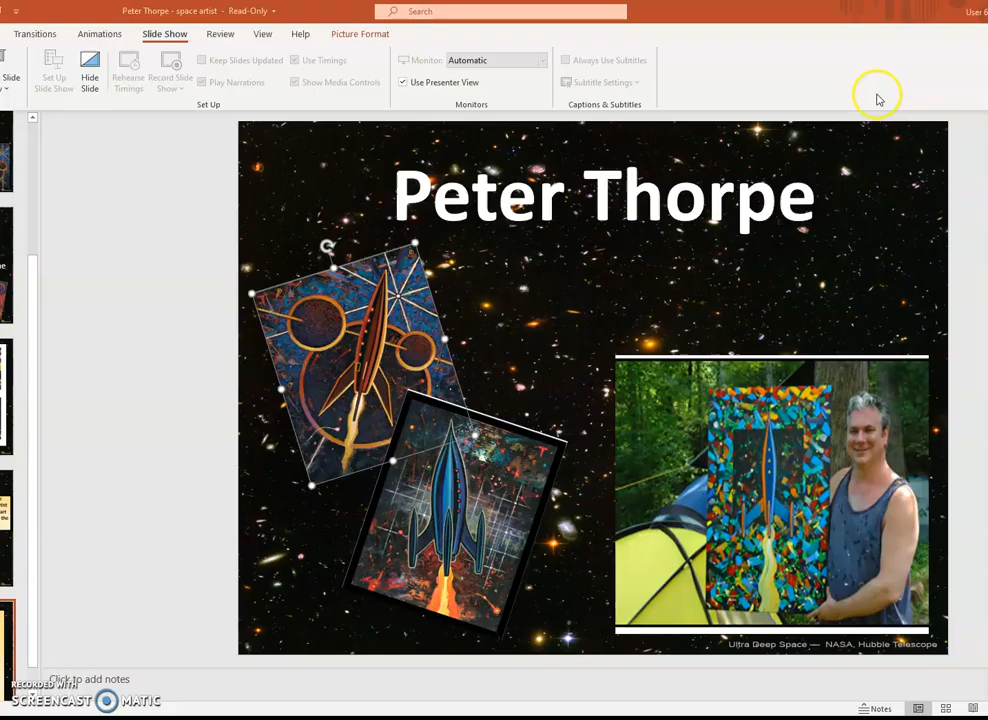 Peter Thorpe - space artist - Read-Only
Search
User 6
Transitions Animations Slide Show Review View Help Picture Format
Slide
Set Up
Slide Show
Hide
Slide
Rehearse
Timings
Record Slide
Show
Keep Slides Updated
Play Narrations
Use Timings
Show Media Controls
Set Up
Monitor: Automatic
Use Presenter View
Monitors
Always Use Subtitles
Subtitle Settings
Captions & Subtitles
Peter Thorpe
Ultra Deep Space — NASA, Hubble Telescope
Click to add notes
RECORDED WITH
SCREENCAST MATIC
Notes